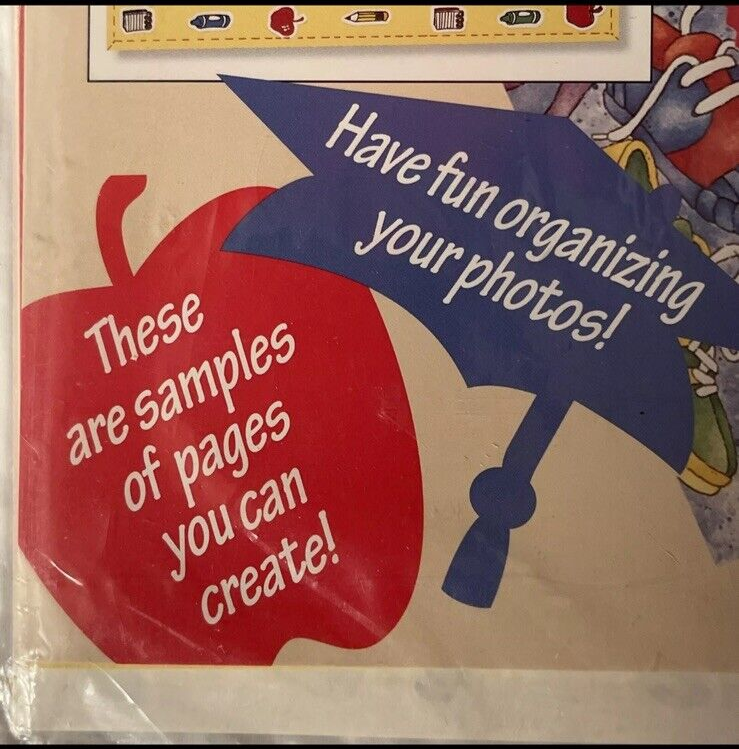 Have fun organizing
your photos!
These
are samples
of pages
you can
create!